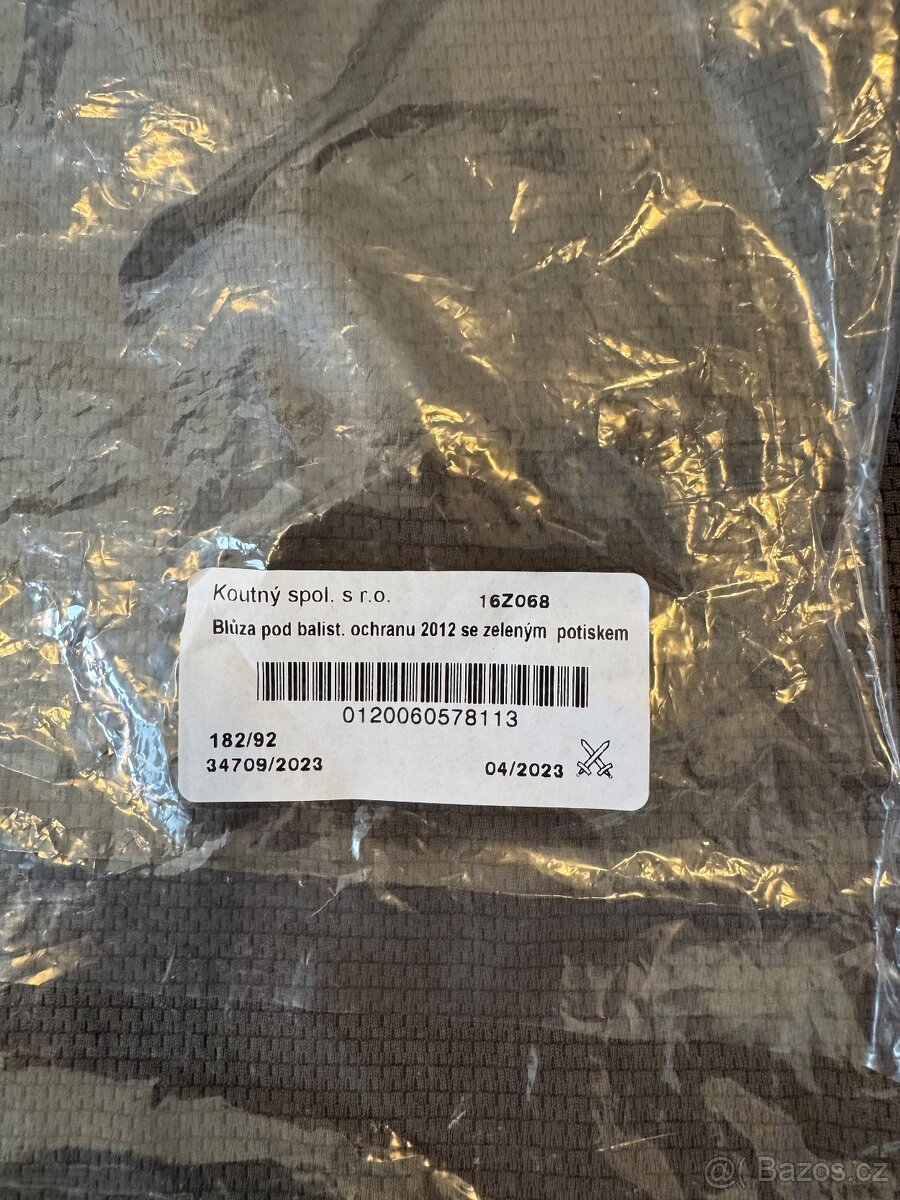 Koutný spol. s r.o. 16Z068
Blůza pod balist. ochranu 2012 se zeleným potiskem
0120060578113
182/92
34709/2023 04/2023
@( Bazos.cz